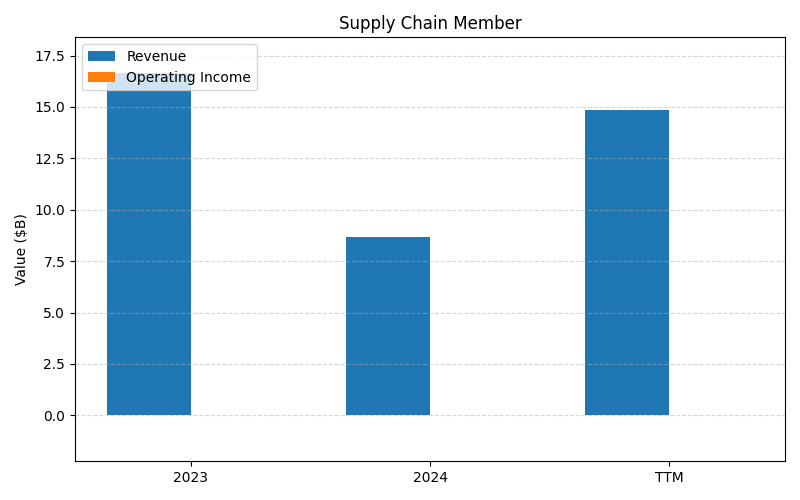 Supply Chain Member
Revenue
Operating Income
Value ($B)
17.5
15.0
12.5
10.0
7.5
5.0
2.5
0.0
2023
2024
TTM